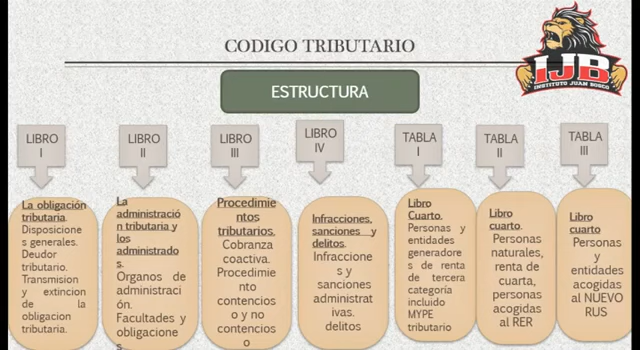 CODIGO TRIBUTARIO
IJB
INSTITUTO JUAN BOSCO
ESTRUCTURA
LIBRO
I
LIBRO
II
LIBRO
III
LIBRO
IV
TABLA
I
TABLA
II
TABLA
III
La obligación
tributaria.
Disposicione
s generales.
Deudor
tributario.
Transmision
y extincion
de la
obligacion
tributaria.
La
administració
n tributaria y
los
administrado
s.
Organos de
administraci
ón.
Facultades y
obligacione
s
Procedimie
ntos
tributarios.
Cobranza
coactiva.
Procedimie
nto
contencios
o y no
contencios
o
Infracciones,
sanciones y
delitos.
Infraccione
s y
sanciones
administrat
ivas.
delitos
Libro
Cuarto.
Personas y
entidades
generadore
s de renta
de tercera
categoría
incluido
MYPE
tributario
Libro
cuarto.
Personas
naturales,
renta de
cuarta,
personas
acogidas
al RER
Libro
cuarto
Personas
y
entidades
acogidas
al NUEVO
RUS